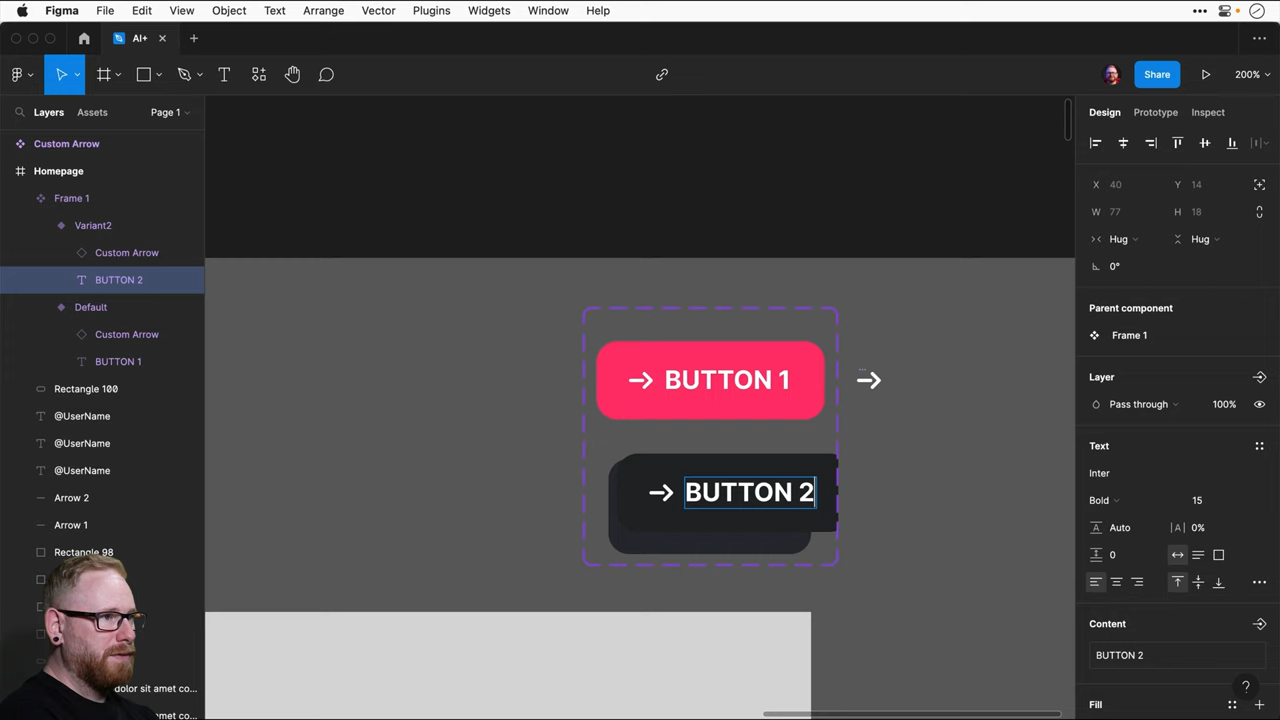 Figma File Edit View Object Text Arrange Vector Plugins Widgets Window Help
AI+
Share
200%
Layers Assets Page 1
Custom Arrow
Homepage
Frame 1
Variant2
Custom Arrow
BUTTON 2
Default
Custom Arrow
BUTTON 1
Rectangle 100
@UserName
@UserName
@UserName
Arrow 2
Arrow 1
Rectangle 98
dolor sit amet co...
sit amet co...
BUTTON 1
BUTTON 2
Design Prototype Inspect
X 40 Y 14
W 77 H 18
Hug Hug
0°
Parent component
Frame 1
Layer
Pass through 100%
Text
Inter
Bold 15
A Auto |A| 0%
0
Content
BUTTON 2
?
Fill